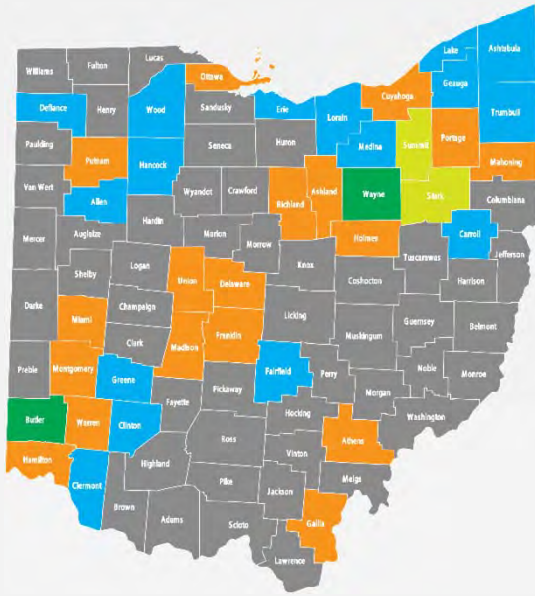 Williams
Fulton
Lucas
Ottawa
Lake
Ashtabula
Geauga
Cuyahoga
Defiance
Henry
Wood
Sandusky
Erie
Lorain
Trumbull
Paulding
Putnam
Hancock
Seneca
Huron
Medina
Summit
Portage
Mahoning
Van Wert
Allen
Wyandot
Crawford
Richland
Ashland
Wayne
Stark
Columbiana
Mercer
Auglaize
Hardin
Marion
Morrow
Holmes
Tuscarawas
Carroll
Jefferson
Shelby
Logan
Union
Delaware
Knox
Coshocton
Harrison
Darke
Miami
Champaign
Clark
Madison
Franklin
Licking
Muskingum
Guernsey
Belmont
Preble
Montgomery
Greene
Fayette
Pickaway
Fairfield
Perry
Morgan
Noble
Monroe
Butler
Warren
Clinton
Ross
Hocking
Athens
Washington
Hamilton
Clermont
Highland
Vinton
Meigs
Brown
Adams
Pike
Jackson
Gallia
Scioto
Lawrence